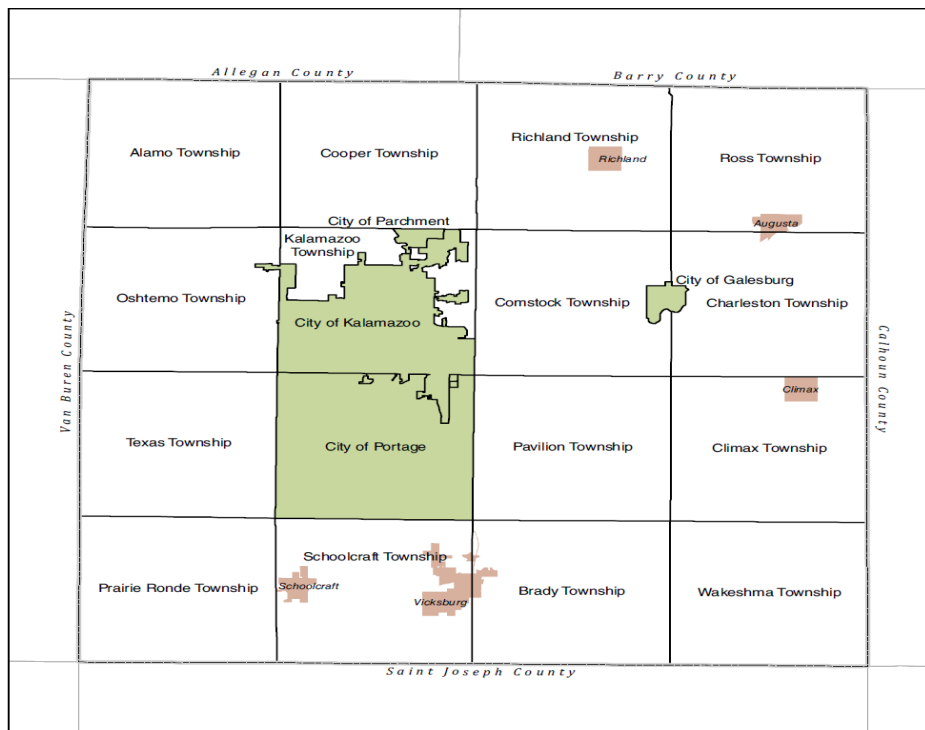 Allegan County
Barry County
Richland Township
Alamo Township
Cooper Township
Richland
Ross Township
City of Parchment
Augusta
Kalamazoo
Township
City of Galesburg
Oshtemo Township
Comstock Township
Charleston Township
City of Kalamazoo
Van Buren County
Calhoun County
Climax
Texas Township
City of Portage
Pavilion Township
Climax Township
Schoolcraft Township
Prairie Ronde Township
Schoolcraft
Vicksburg
Brady Township
Wakeshma Township
Saint Joseph County